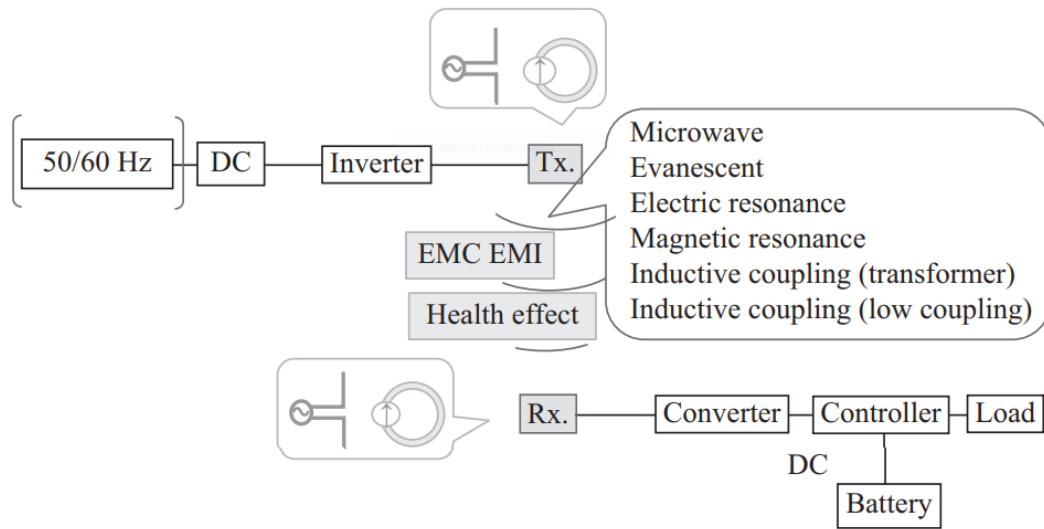 50/60 Hz
DC
Inverter
Tx.
Microwave
Evanescent
Electric resonance
Magnetic resonance
Inductive coupling (transformer)
Inductive coupling (low coupling)
EMC EMI
Health effect
Rx.
Converter
Controller
Load
DC
Battery